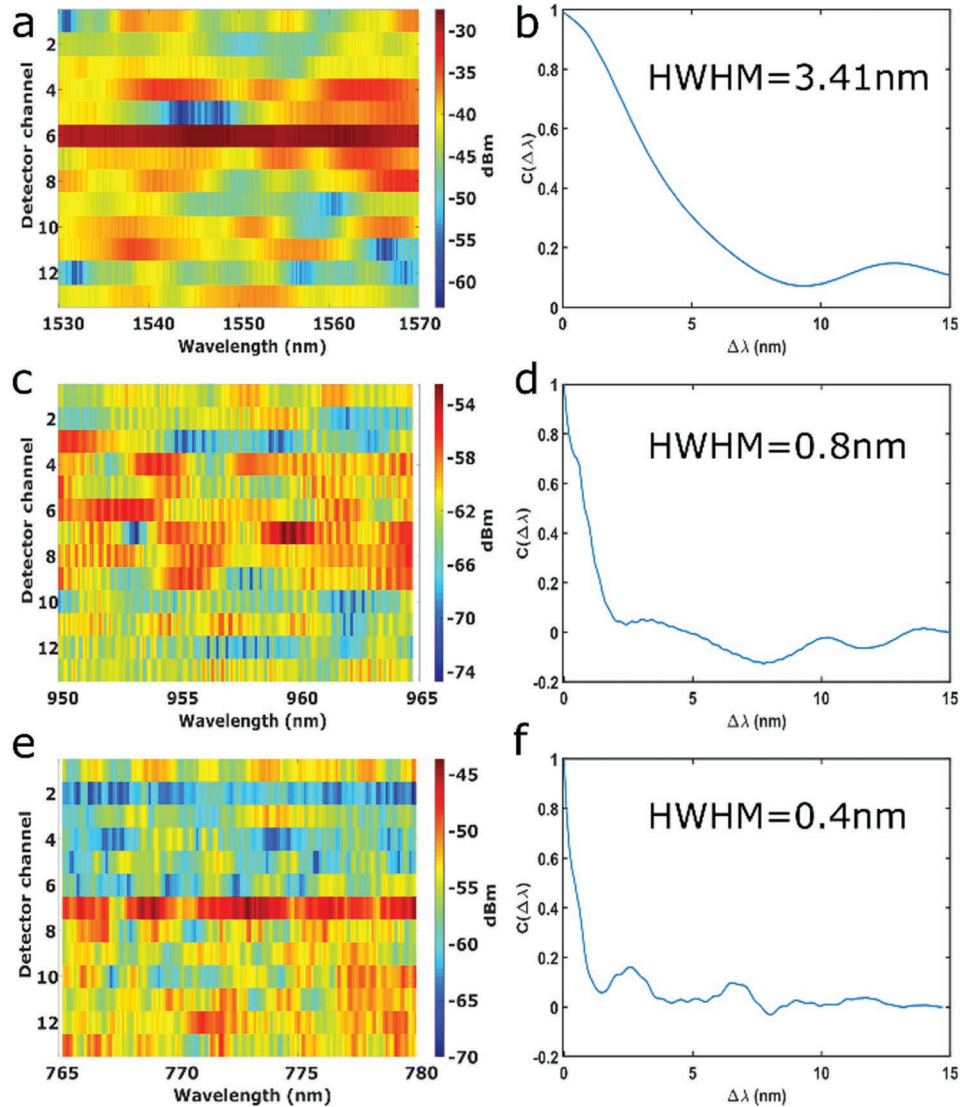 a
Detector channel
2
4
6
8
10
12
1530 1540 1550 1560 1570
Wavelength (nm)
-30
-35
-40
-45
-50
-55
-60
dBm
b
HWHM=3.41nm
C(Δλ)
1
0.8
0.6
0.4
0.2
0
0 5 10 15
Δλ (nm)
c
Detector channel
2
4
6
8
10
12
950 955 960 965
Wavelength (nm)
-54
-58
-62
-66
-70
-74
dBm
d
HWHM=0.8nm
C(Δλ)
1
0.8
0.6
0.4
0.2
0
-0.2
0 5 10 15
Δλ (nm)
e
Detector channel
2
4
6
8
10
12
765 770 775 780
Wavelength (nm)
-45
-50
-55
-60
-65
-70
dBm
f
HWHM=0.4nm
C(Δλ)
1
0.8
0.6
0.4
0.2
0
-0.2
0 5 10 15
Δλ (nm)